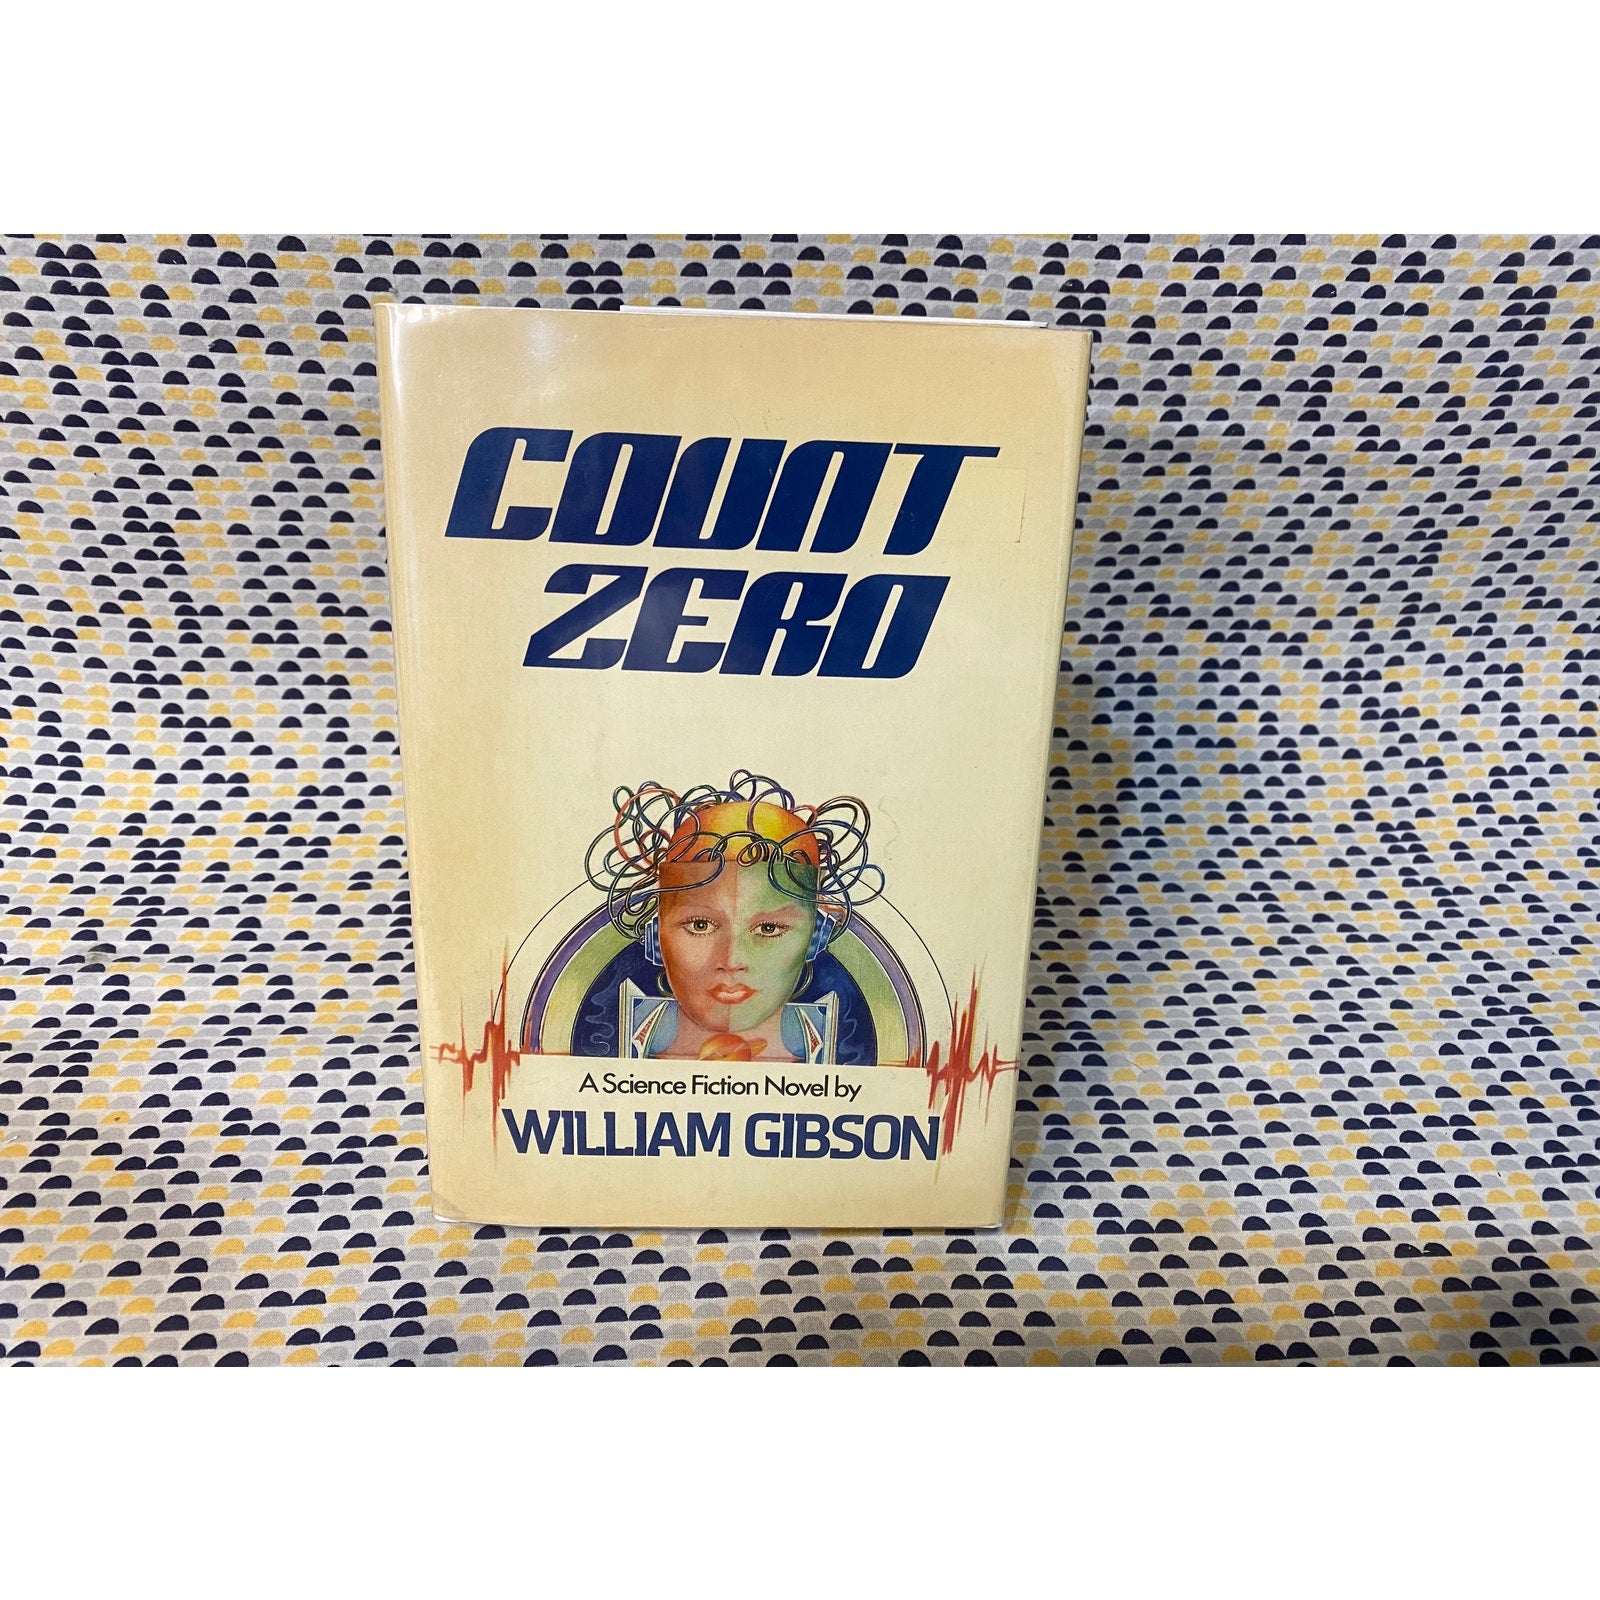 COUNT
ZERO
A Science Fiction Novel by
WILLIAM GIBSON